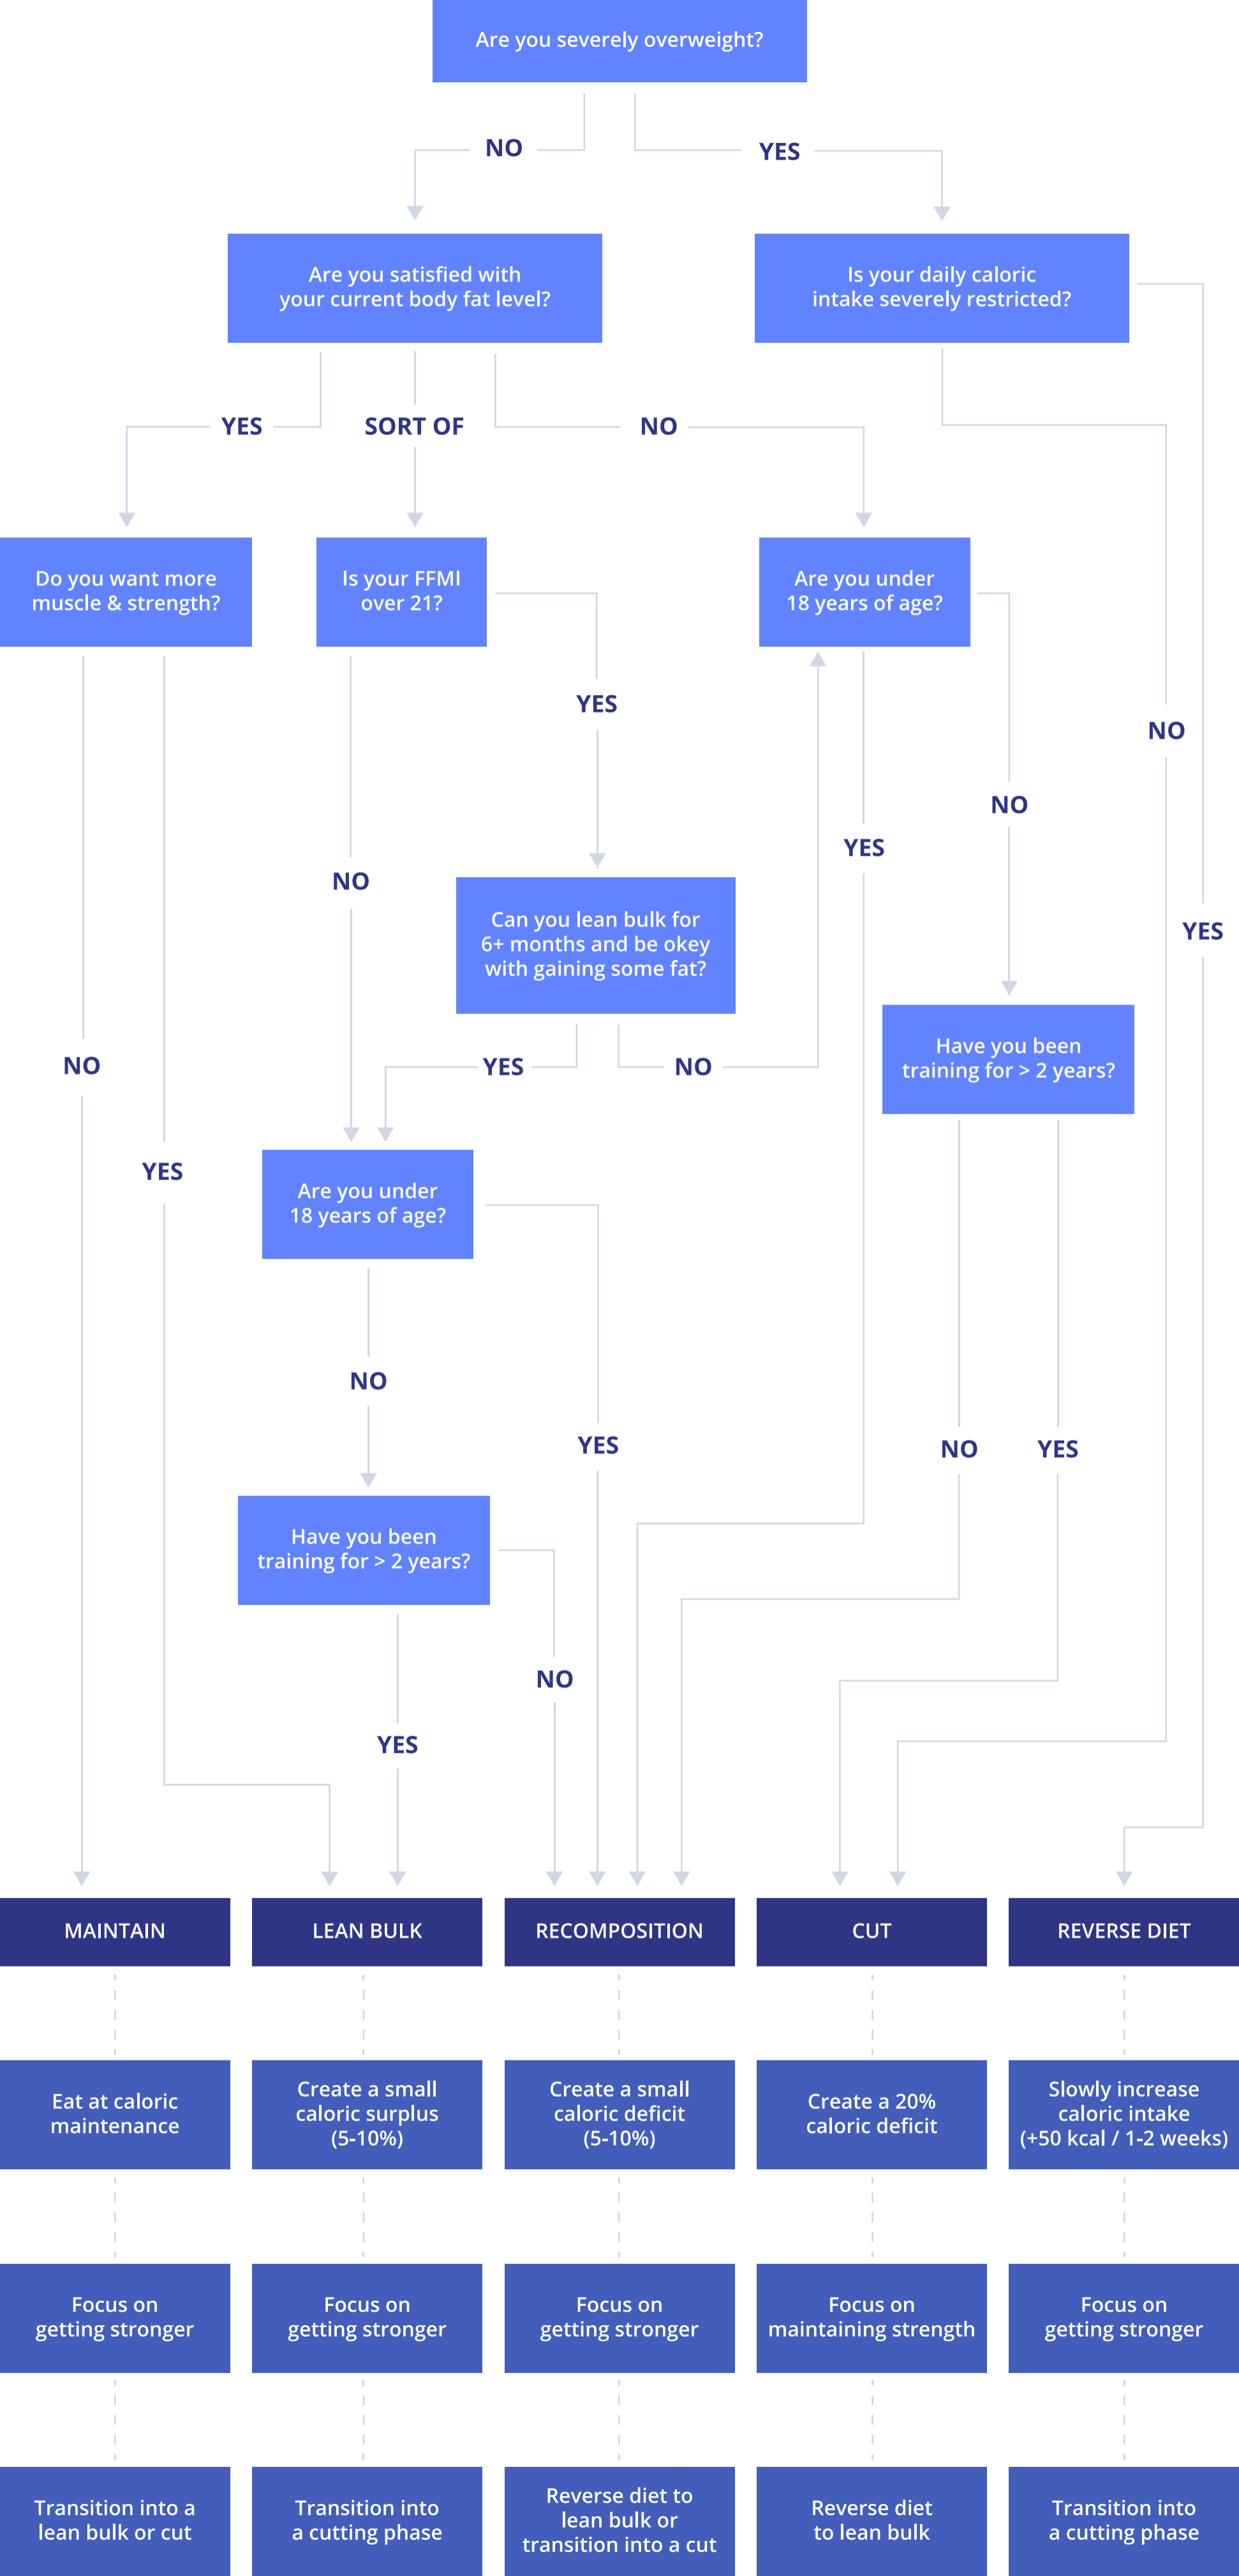 Are you severely overweight?
NO
YES
Are you satisfied with
your current body fat level?
Is your daily caloric
intake severely restricted?
YES
SORT OF
NO
Do you want more
muscle & strength?
Is your FFMI
over 21?
Are you under
18 years of age?
YES
NO
NO
YES
NO
Can you lean bulk for
6+ months and be okey
with gaining some fat?
YES
Have you been
training for > 2 years?
NO
YES
NO
YES
Are you under
18 years of age?
NO
YES
NO
YES
Have you been
training for > 2 years?
NO
YES
MAINTAIN
LEAN BULK
RECOMPOSITION
CUT
REVERSE DIET
Eat at caloric
maintenance
Create a small
caloric surplus
(5-10%)
Create a small
caloric deficit
(5-10%)
Create a 20%
caloric deficit
Slowly increase
caloric intake
(+50 kcal / 1-2 weeks)
Focus on
getting stronger
Focus on
getting stronger
Focus on
getting stronger
Focus on
maintaining strength
Focus on
getting stronger
Transition into a
lean bulk or cut
Transition into
a cutting phase
Reverse diet to
lean bulk or
transition into a cut
Reverse diet
to lean bulk
Transition into
a cutting phase